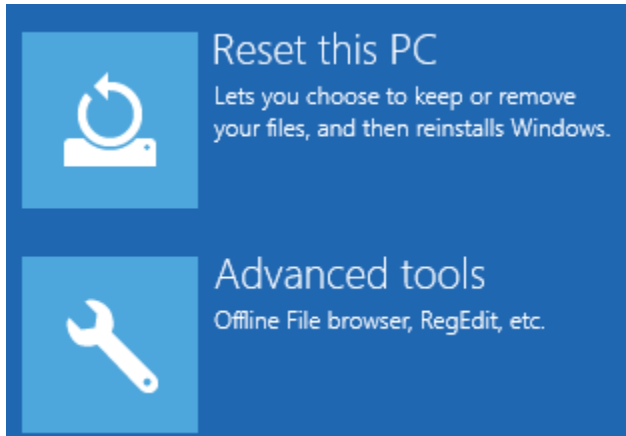 Reset this PC
Lets you choose to keep or remove
your files, and then reinstalls Windows.
Advanced tools
Offline File browser, RegEdit, etc.